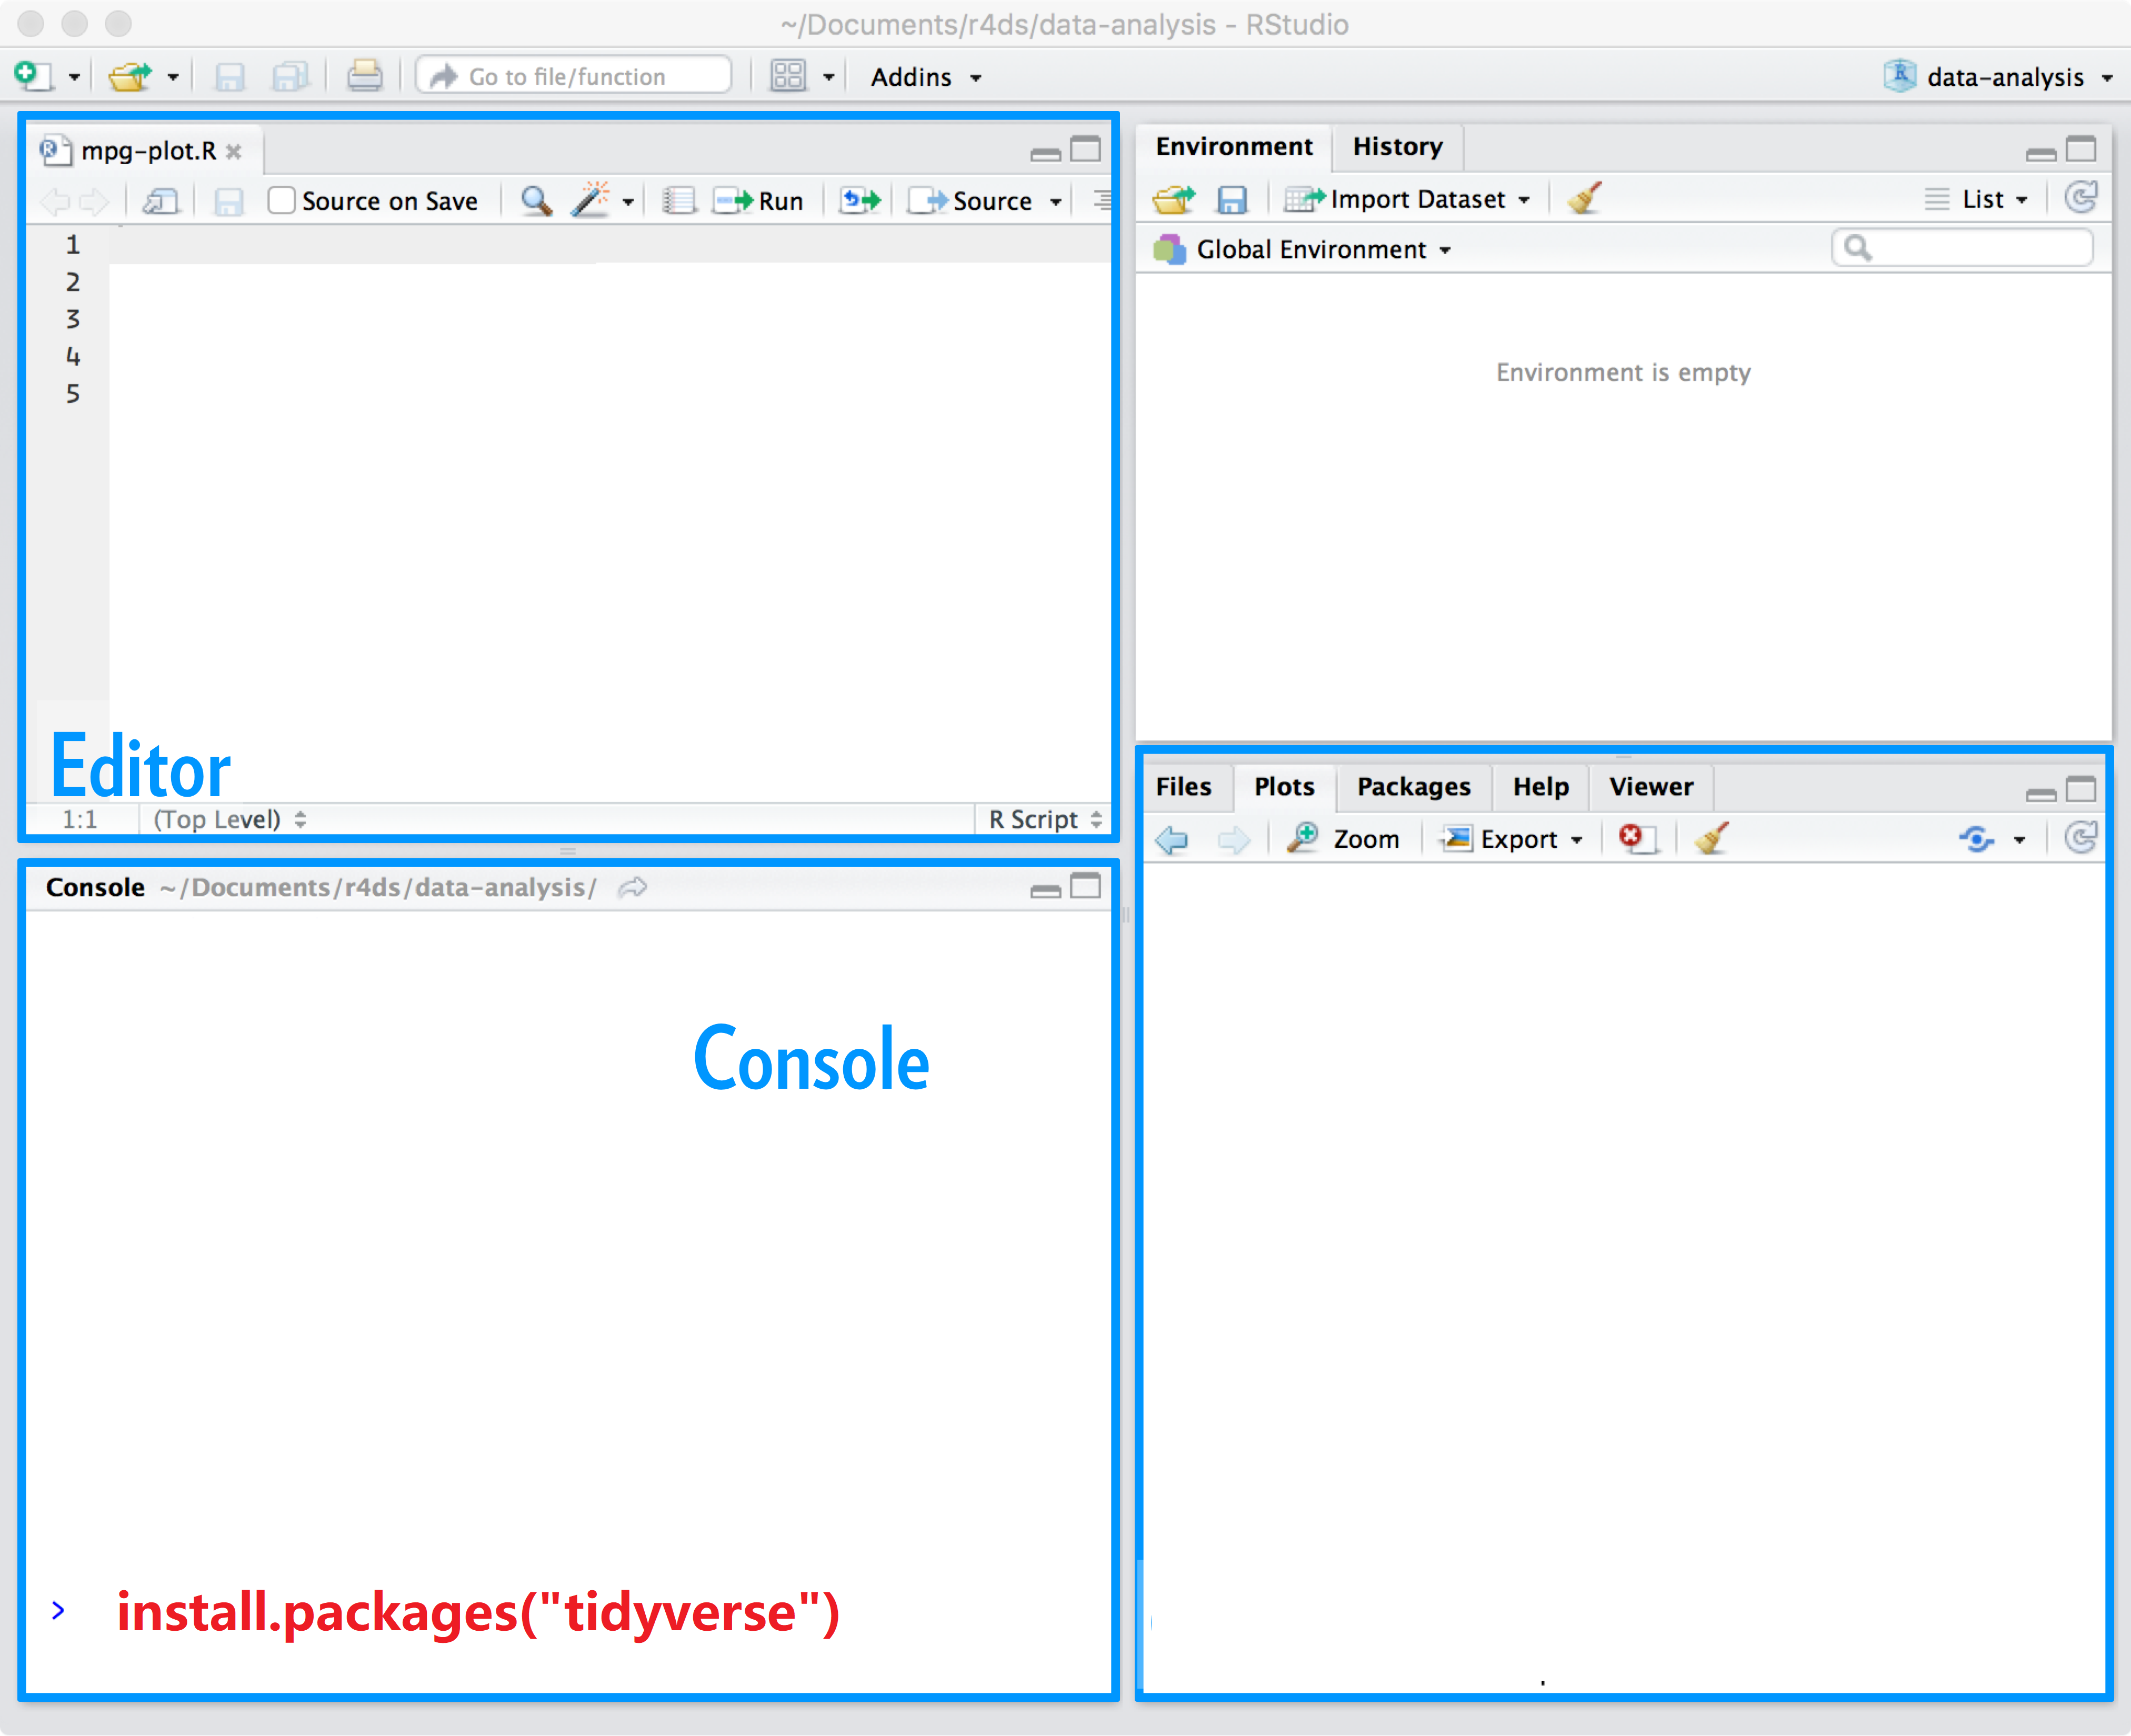 ~/Documents/r4ds/data-analysis - RStudio
Go to file/function
Addins
data-analysis
mpg-plot.R
Source on Save
Run
Source
1
2
3
4
5
Editor
1:1 (Top Level) R Script
Environment History
Import Dataset
List
Global Environment
Environment is empty
Files Plots Packages Help Viewer
Zoom
Export
Console ~/Documents/r4ds/data-analysis/
Console
> install.packages("tidyverse")